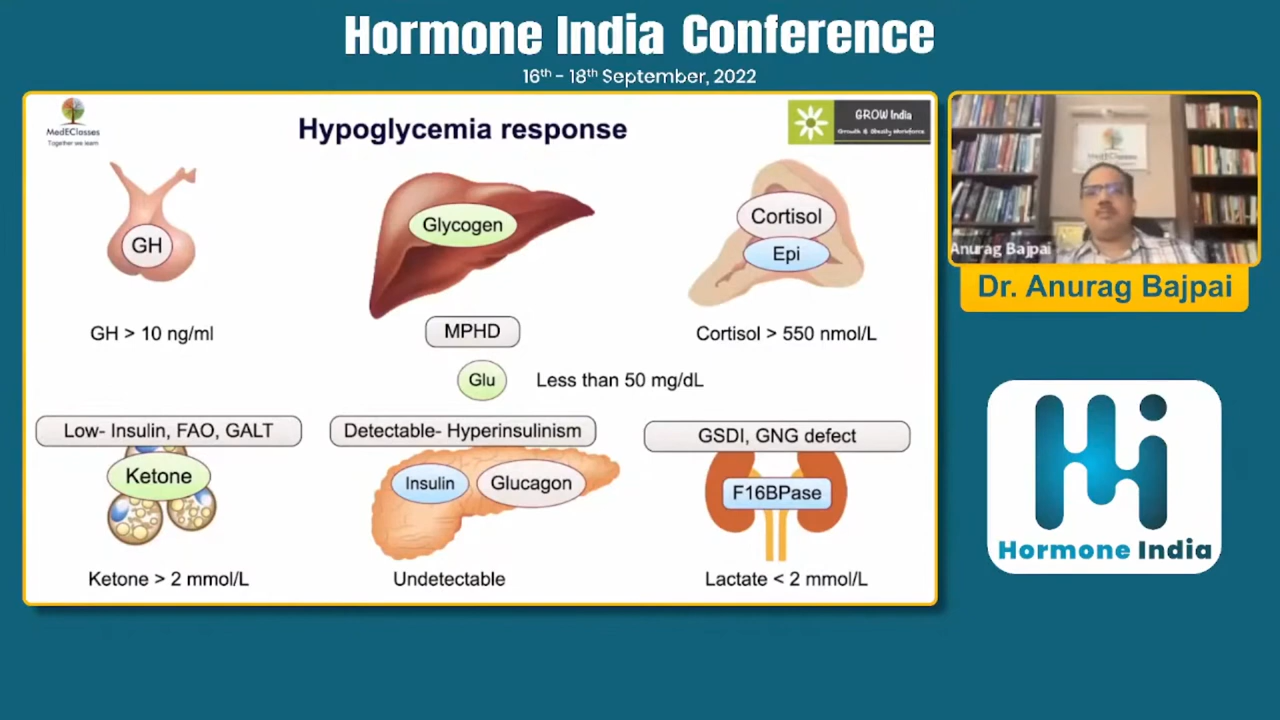 Hormone India Conference
16th - 18th September, 2022
MedEClasses
Together we learn
Hypoglycemia response
GROW India
Growth & Obesity Workforce
GH
Glycogen
Cortisol
Epi
GH > 10 ng/ml
MPHD
Cortisol > 550 nmol/L
Glu
Less than 50 mg/dL
Low- Insulin, FAO, GALT
Detectable- Hyperinsulinism
GSDI, GNG defect
Ketone
Insulin
Glucagon
F16BPase
Ketone > 2 mmol/L
Undetectable
Lactate < 2 mmol/L
MedEClasses
Anurag Bajpai
Dr. Anurag Bajpai
Hi
Hormone India